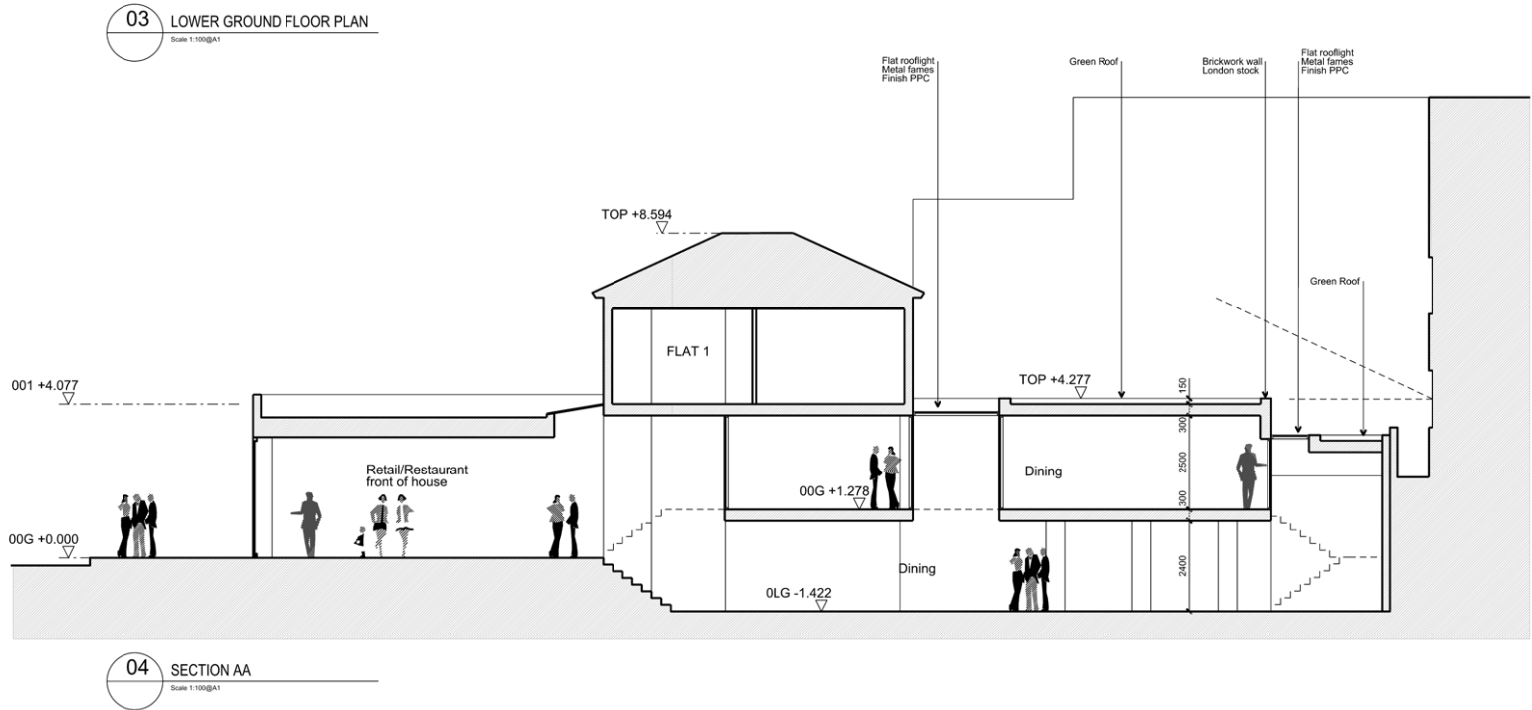 03 LOWER GROUND FLOOR PLAN
Scale 1:100@A1
Flat rooflight
Metal fames
Finish PPC
Green Roof
Brickwork wall
London stock
Flat rooflight
Metal fames
Finish PPC
TOP +8.594
Green Roof
FLAT 1
001 +4.077
TOP +4.277
150
300
2500
300
2400
Retail/Restaurant
front of house
Dining
00G +1.278
00G +0.000
Dining
0LG -1.422
04 SECTION AA
Scale 1:100@A1